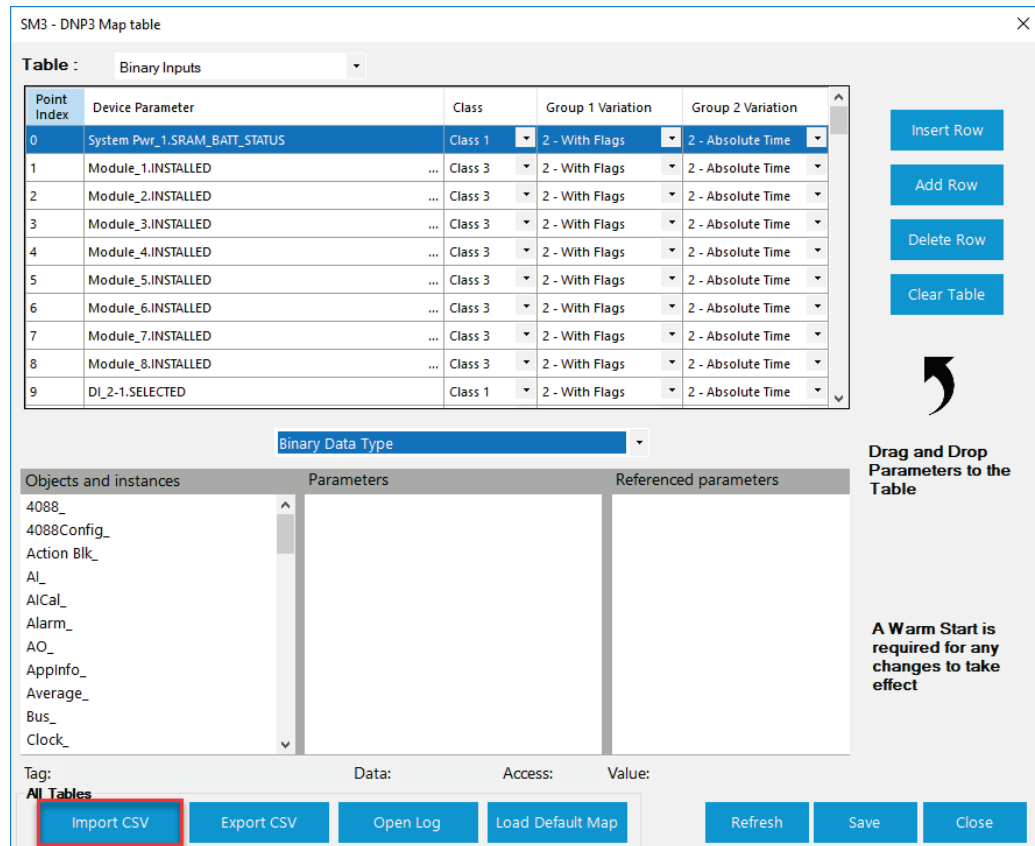 SM3 - DNP3 Map table
Table : Binary Inputs
Point Index Device Parameter Class Group 1 Variation Group 2 Variation
0 System Pwr_1.SRAM_BATT_STATUS Class 1 2 - With Flags 2 - Absolute Time
1 Module_1.INSTALLED ... Class 3 2 - With Flags 2 - Absolute Time
2 Module_2.INSTALLED ... Class 3 2 - With Flags 2 - Absolute Time
3 Module_3.INSTALLED ... Class 3 2 - With Flags 2 - Absolute Time
4 Module_4.INSTALLED ... Class 3 2 - With Flags 2 - Absolute Time
5 Module_5.INSTALLED ... Class 3 2 - With Flags 2 - Absolute Time
6 Module_6.INSTALLED ... Class 3 2 - With Flags 2 - Absolute Time
7 Module_7.INSTALLED ... Class 3 2 - With Flags 2 - Absolute Time
8 Module_8.INSTALLED ... Class 3 2 - With Flags 2 - Absolute Time
9 DI_2-1.SELECTED Class 1 2 - With Flags 2 - Absolute Time
Insert Row
Add Row
Delete Row
Clear Table
Drag and Drop
Parameters to the
Table
A Warm Start is
required for any
changes to take
effect
Binary Data Type
Objects and instances Parameters Referenced parameters
4088_
4088Config_
Action Blk_
AI_
AICal_
Alarm_
AO_
AppInfo_
Average_
Bus_
Clock_
Tag: Data: Access: Value:
All Tables
Import CSV Export CSV Open Log Load Default Map Refresh Save Close